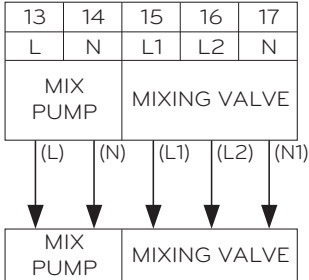 13 14 15 16 17
L N L1 L2 N
MIX PUMP MIXING VALVE
(L) (N) (L1) (L2) (N1)
MIX PUMP MIXING VALVE